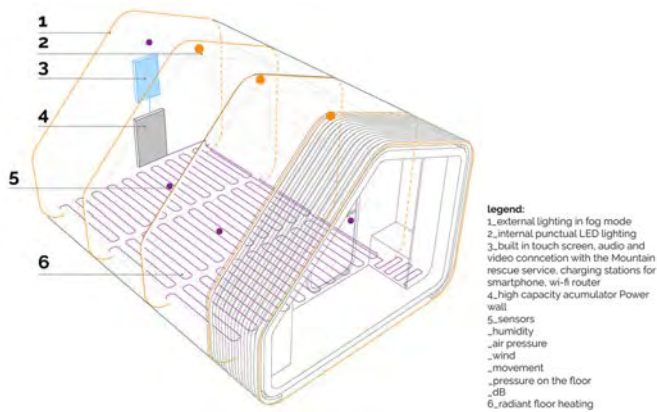 1
2
3
4
5
6
legend:
1_external lighting in fog mode
2_internal punctual LED lighting
3_built in touch screen, audio and
video conncetion with the Mountain
rescue service, charging stations for
smartphone, wi-fi router
4_high capacity acumulator Power
wall
5_sensors
_humidity
_air pressure
_wind
_movement
_pressure on the floor
_dB
6_radiant floor heating